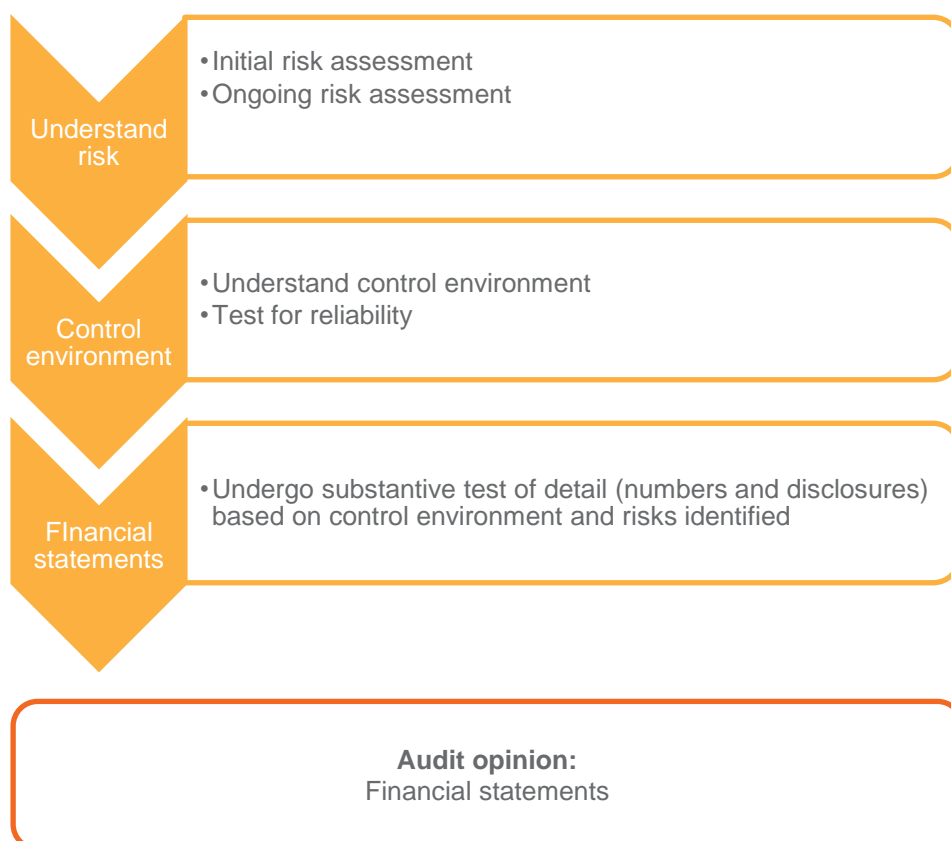 Understand
risk
•Initial risk assessment
•Ongoing risk assessment
Control
environment
•Understand control environment
•Test for reliability
FInancial
statements
•Undergo substantive test of detail (numbers and disclosures)
based on control environment and risks identified
Audit opinion:
Financial statements